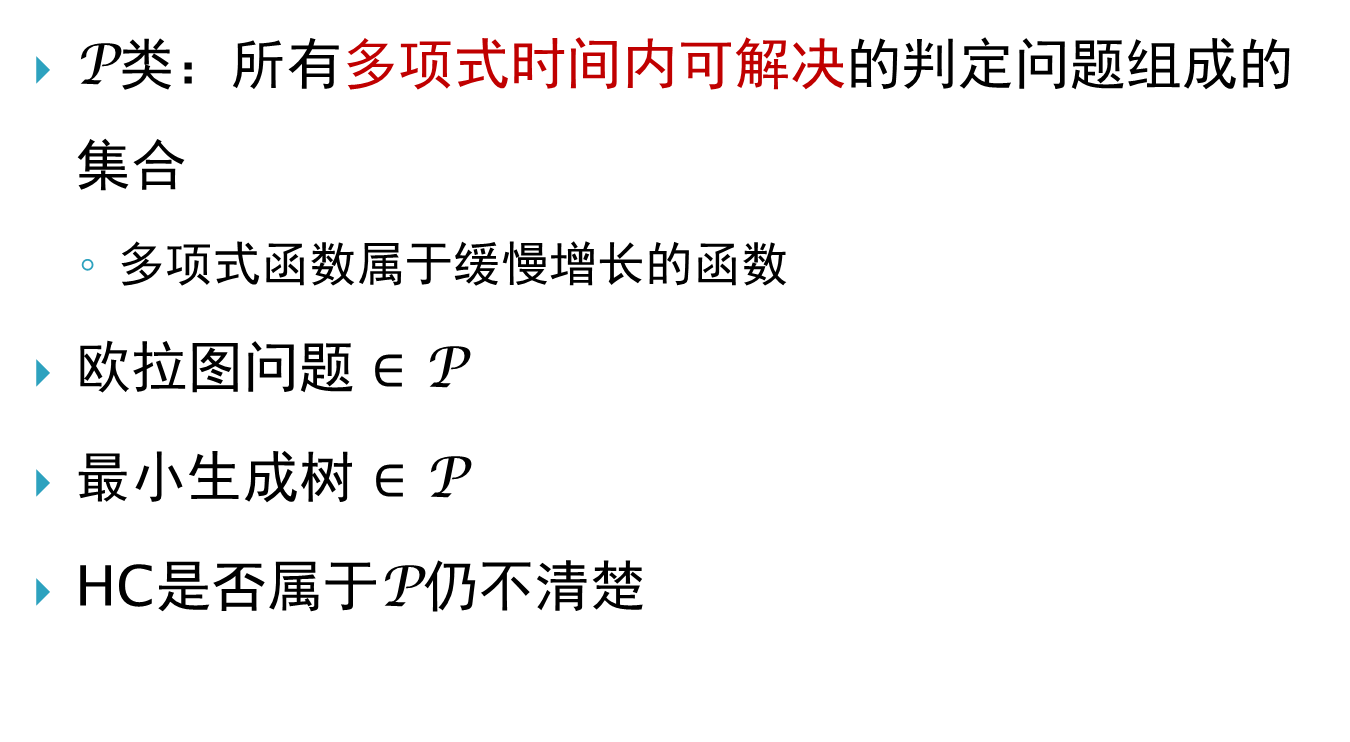 𝒫类：所有多项式时间内可解决的判定问题组成的
集合
多项式函数属于缓慢增长的函数
欧拉图问题 ∈ 𝒫
最小生成树 ∈ 𝒫
HC是否属于𝒫仍不清楚